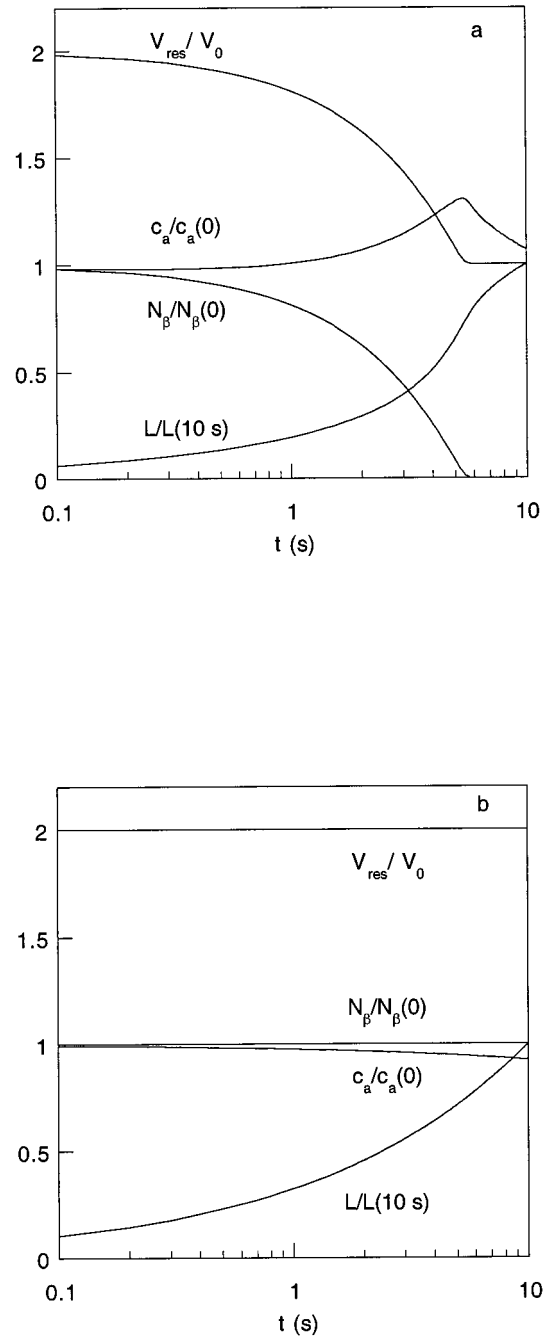 a
V_res / V_0
2
1.5
c_a/c_a(0)
1
N_β/N_β(0)
0.5
L/L(10 s)
0
0.1 1 10
t (s)
b
2
V_res / V_0
1.5
N_β/N_β(0)
1
c_a/c_a(0)
0.5
L/L(10 s)
0
0.1 1 10
t (s)